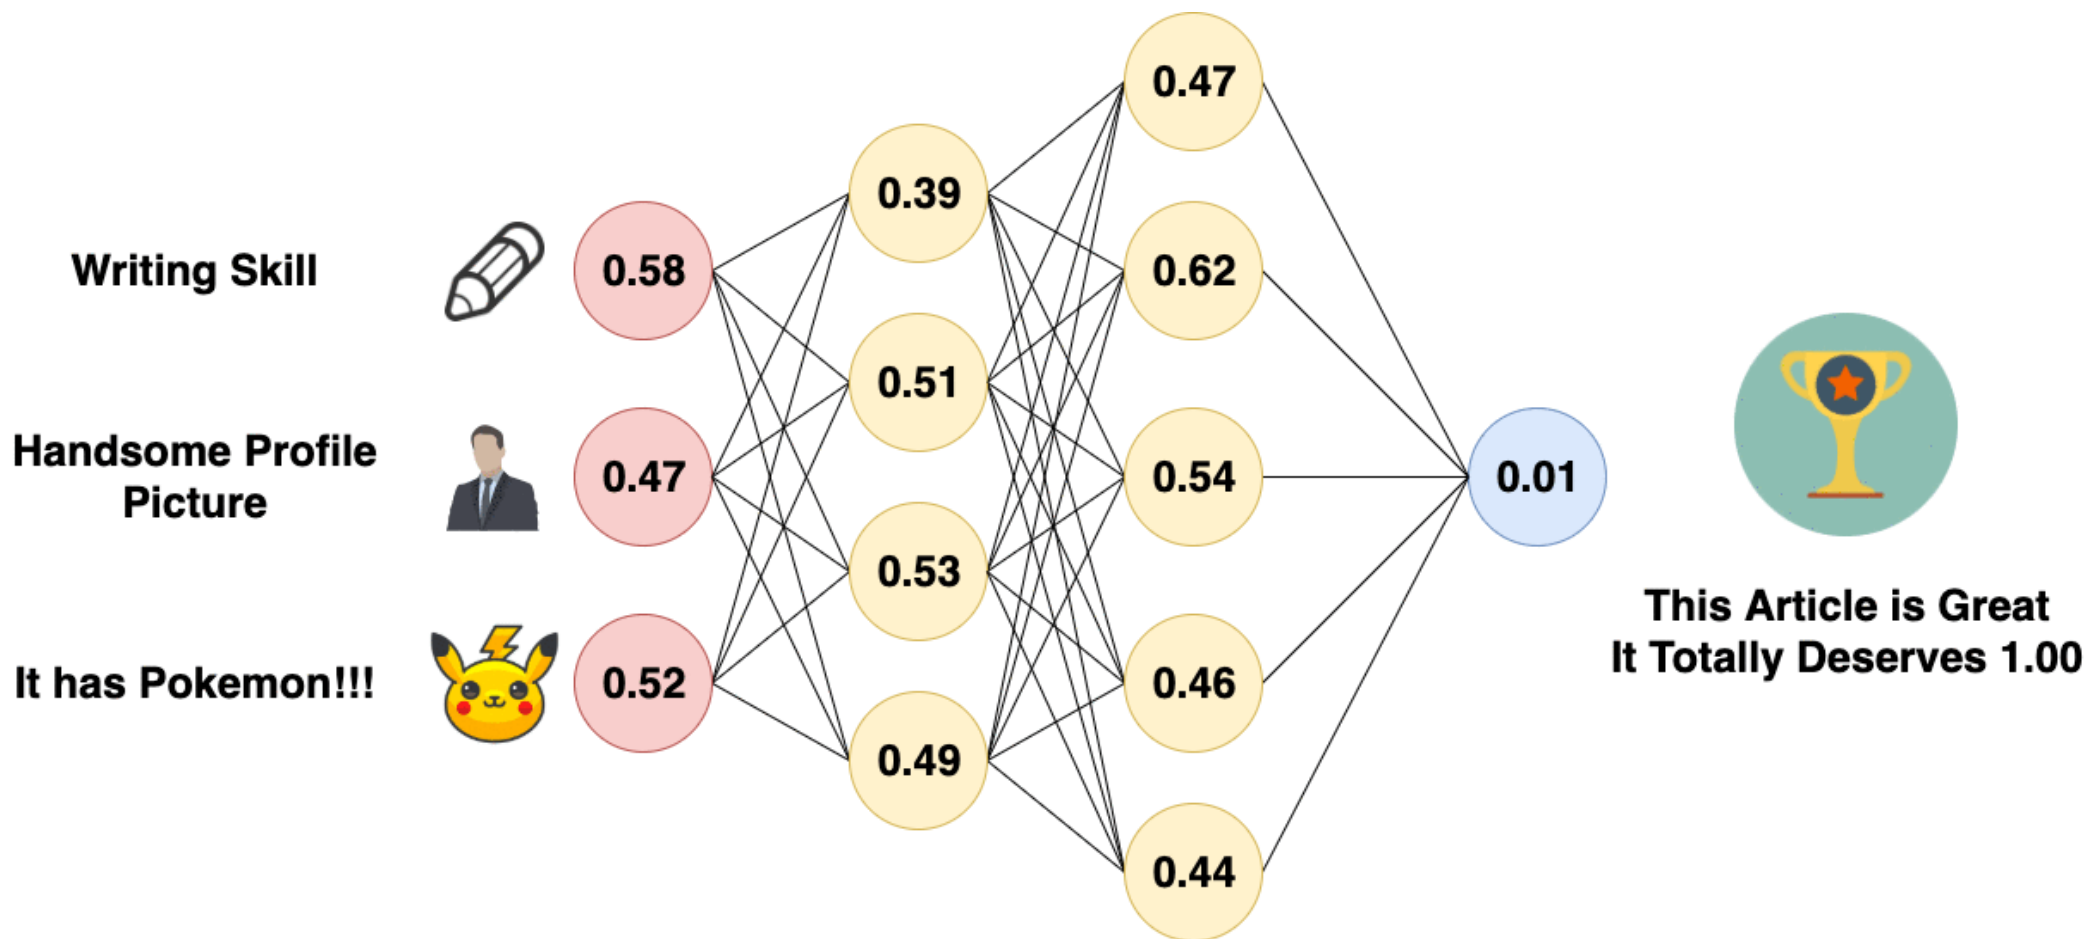 Writing Skill
Handsome Profile
Picture
It has Pokemon!!!
0.58
0.47
0.52
0.39
0.51
0.53
0.49
0.47
0.62
0.54
0.46
0.44
0.01
This Article is Great
It Totally Deserves 1.00